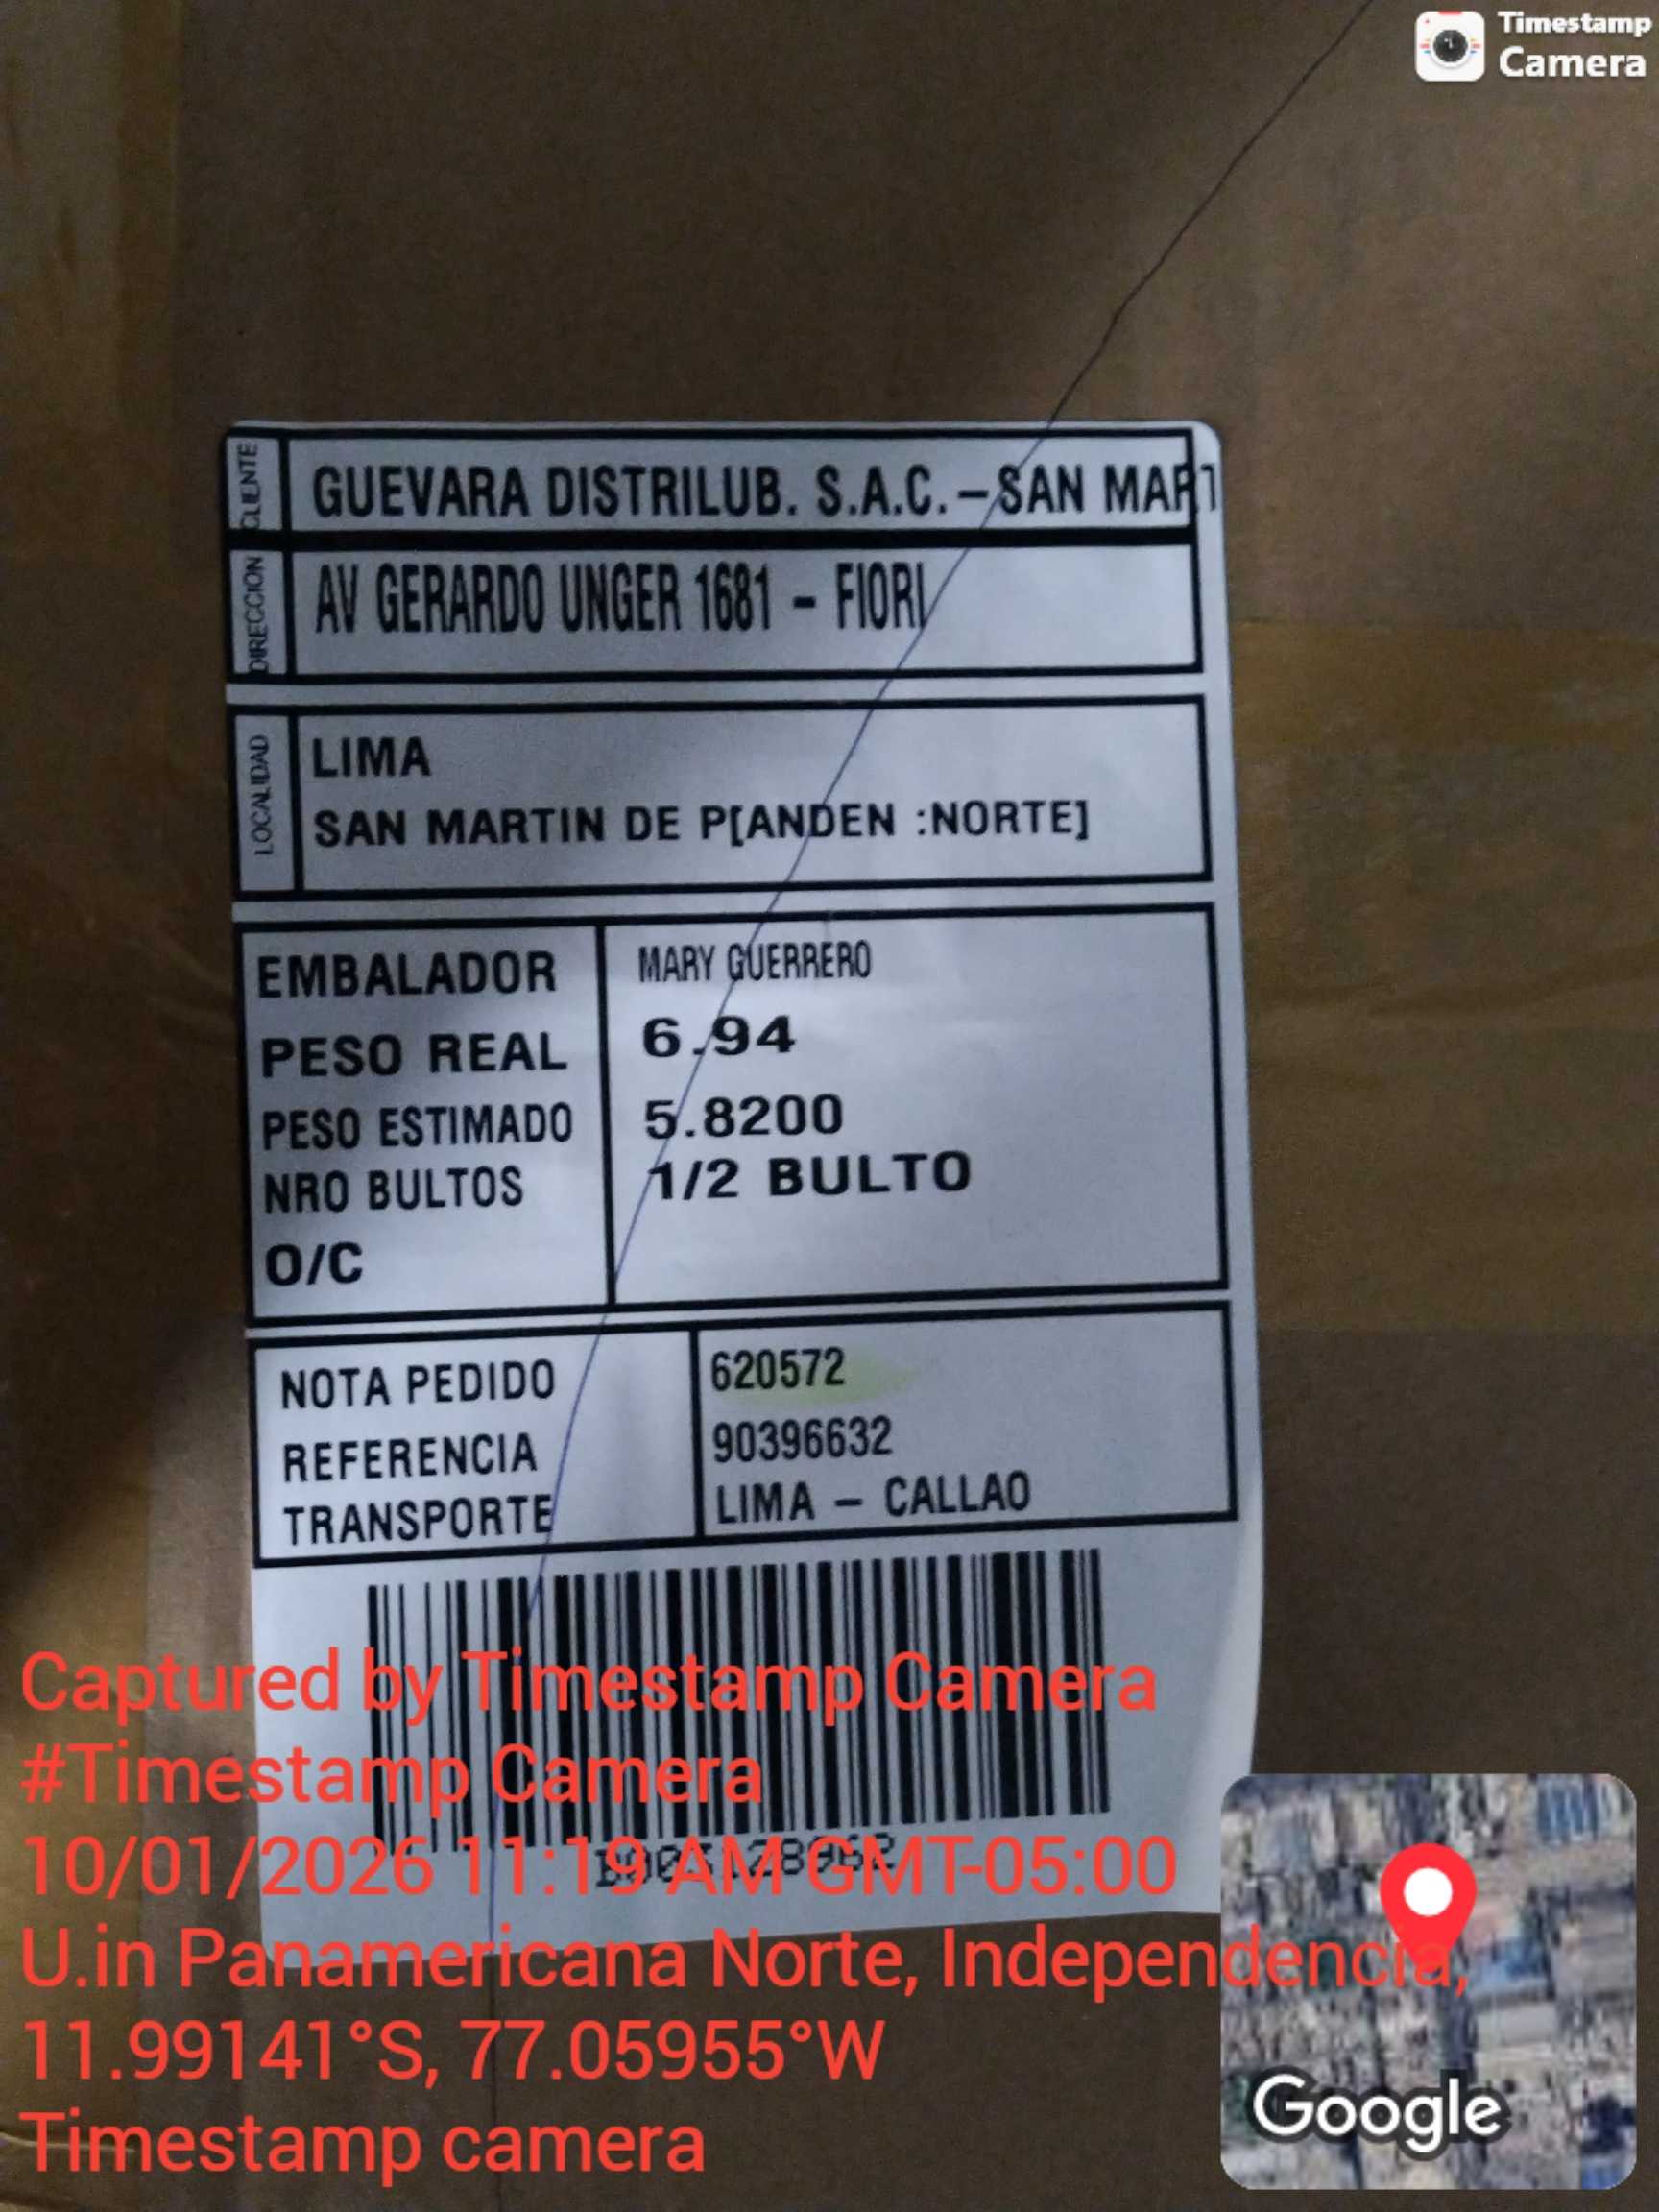 Timestamp
Camera
CLIENTE
GUEVARA DISTRILUB. S.A.C. – SAN MART
DIRECCION
AV GERARDO UNGER 1681 - FIORI
LOCALIDAD
LIMA
SAN MARTIN DE P[ANDEN :NORTE]
EMBALADOR MARY GUERRERO
PESO REAL 6.94
PESO ESTIMADO 5.8200
NRO BULTOS 1/2 BULTO
O/C
NOTA PEDIDO 620572
REFERENCIA 90396632
TRANSPORTE LIMA – CALLAO
Captured by Timestamp Camera
#Timestamp Camera
10/01/2026 11:19 AM GMT-05:00
U.in Panamericana Norte, Independencia,
11.99141°S, 77.05955°W
Timestamp camera
Google